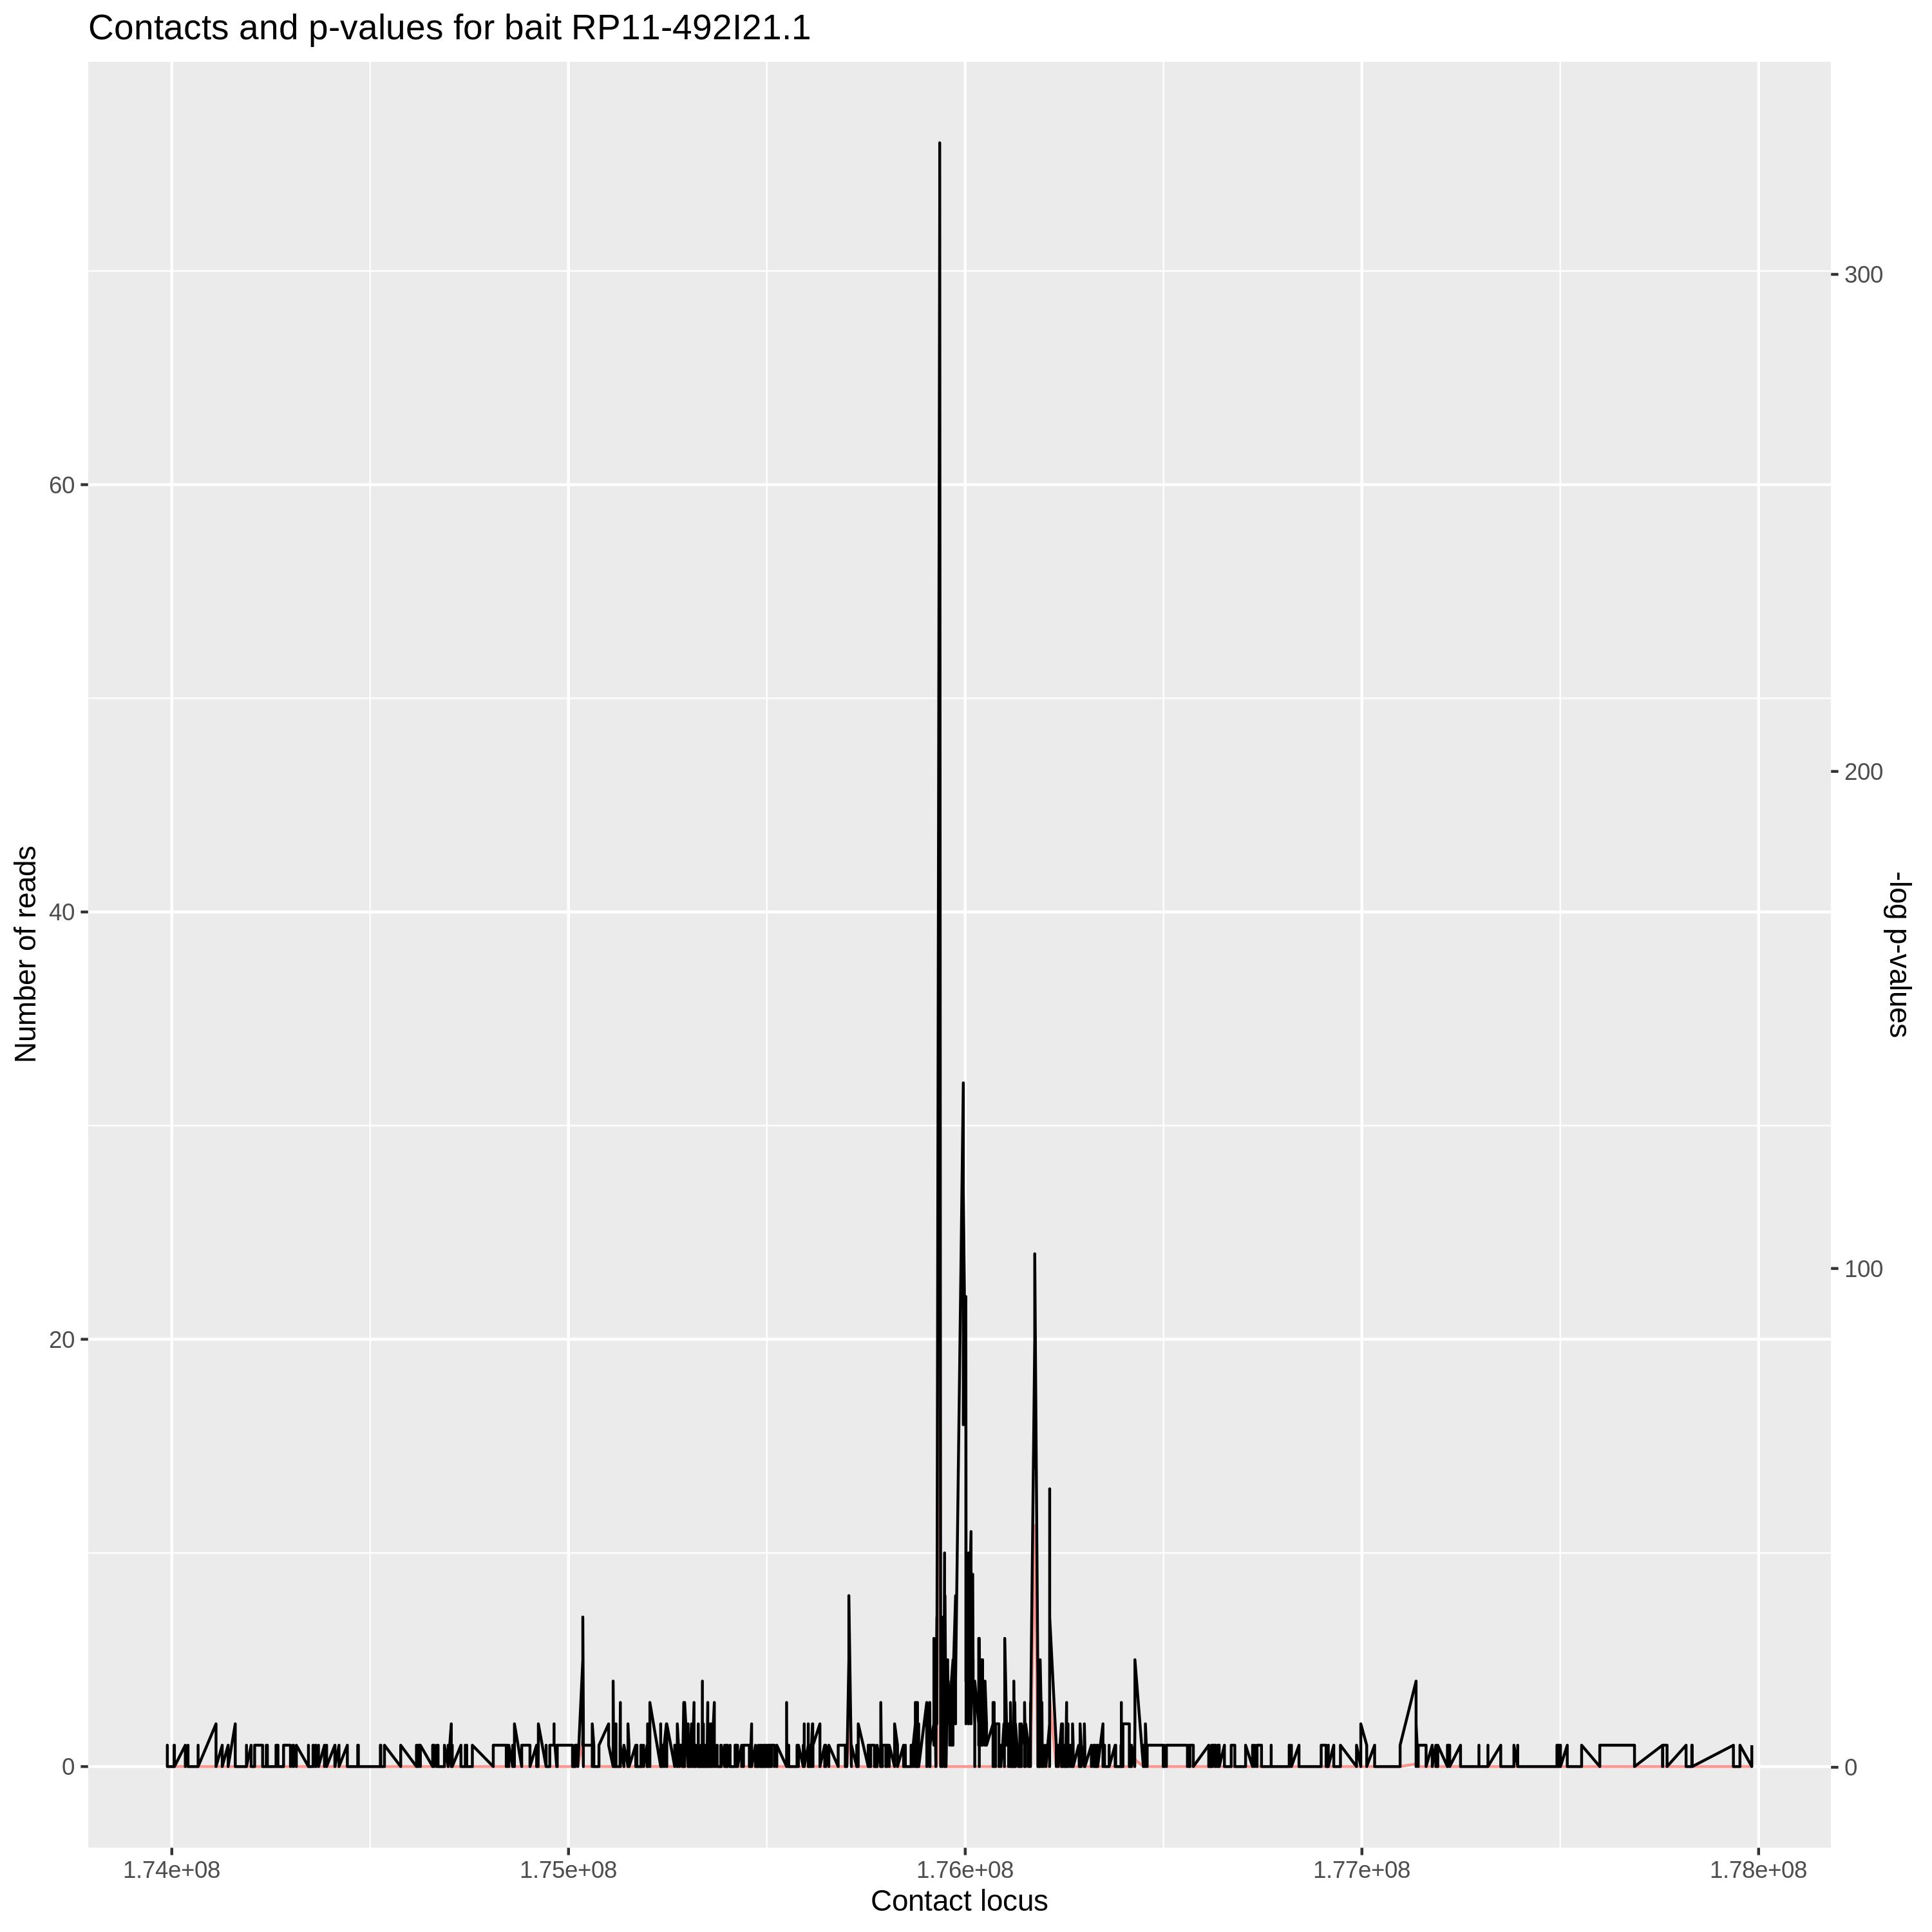 Contacts and p-values for bait RP11-492I21.1
60
40
20
0
Number of reads
300
200
100
0
-log p-values
1.74e+08
1.75e+08
1.76e+08
1.77e+08
1.78e+08
Contact locus